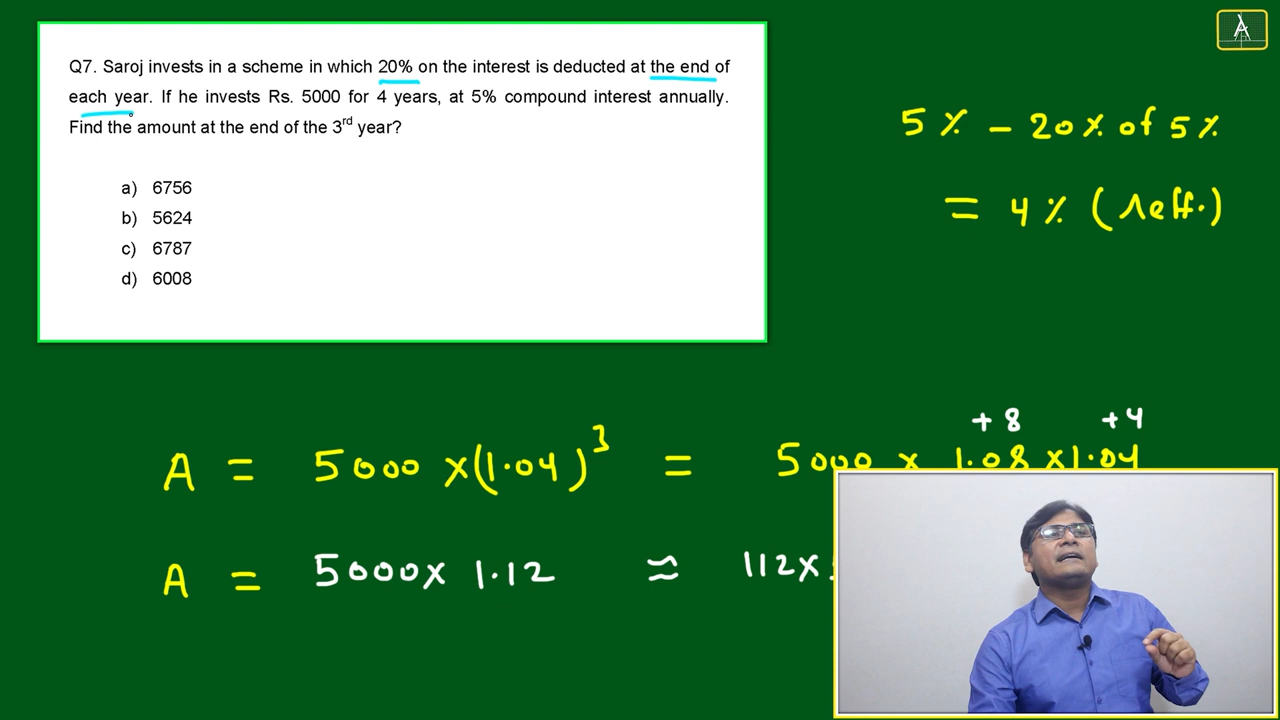 Q7. Saroj invests in a scheme in which 20% on the interest is deducted at the end of
each year. If he invests Rs. 5000 for 4 years, at 5% compound interest annually.
Find the amount at the end of the 3rd year?
a) 6756
b) 5624
c) 6787
d) 6008
5% - 20% of 5%
= 4% (reff.)
+8 +4
A = 5000 x (1.04)3 = 5000 x 1.08 x 1.04
A = 5000 x 1.12 ≈ 112 x